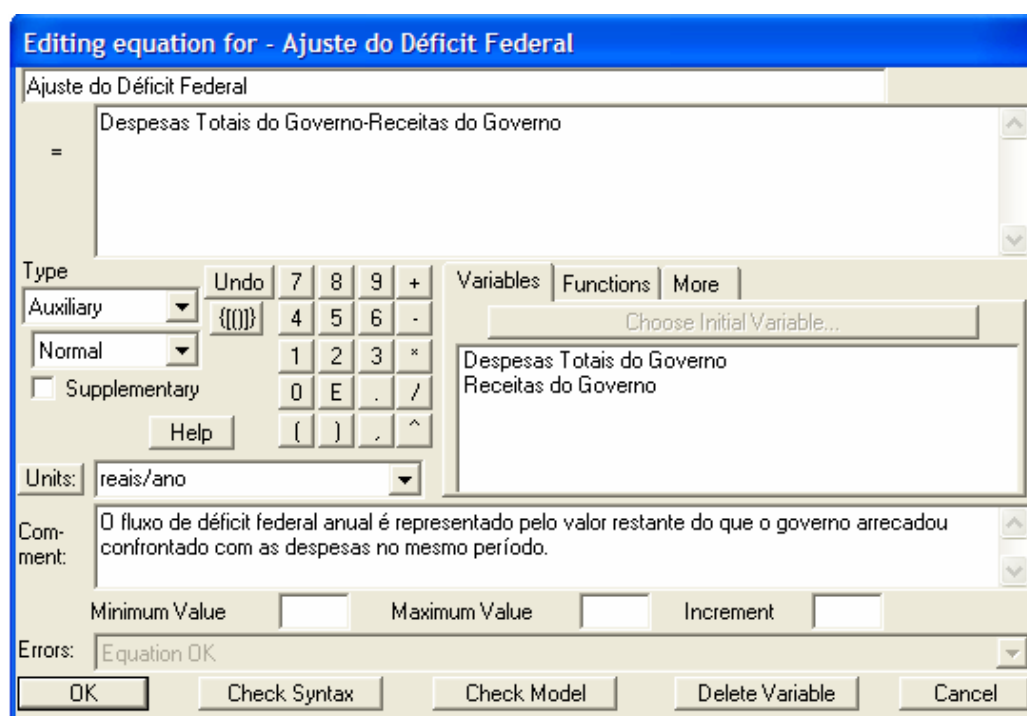 Editing equation for - Ajuste do Déficit Federal
Ajuste do Déficit Federal
=
Despesas Totais do Governo-Receitas do Governo
Type
Auxiliary
Normal
Supplementary
Help
Undo 7 8 9 +
{[()]} 4 5 6 -
1 2 3 *
0 E . /
( ) , ^
Variables Functions More
Choose Initial Variable...
Despesas Totais do Governo
Receitas do Governo
Units: reais/ano
Com-
ment:
O fluxo de déficit federal anual é representado pelo valor restante do que o governo arrecadou
confrontado com as despesas no mesmo período.
Minimum Value Maximum Value Increment
Errors: Equation OK
OK Check Syntax Check Model Delete Variable Cancel